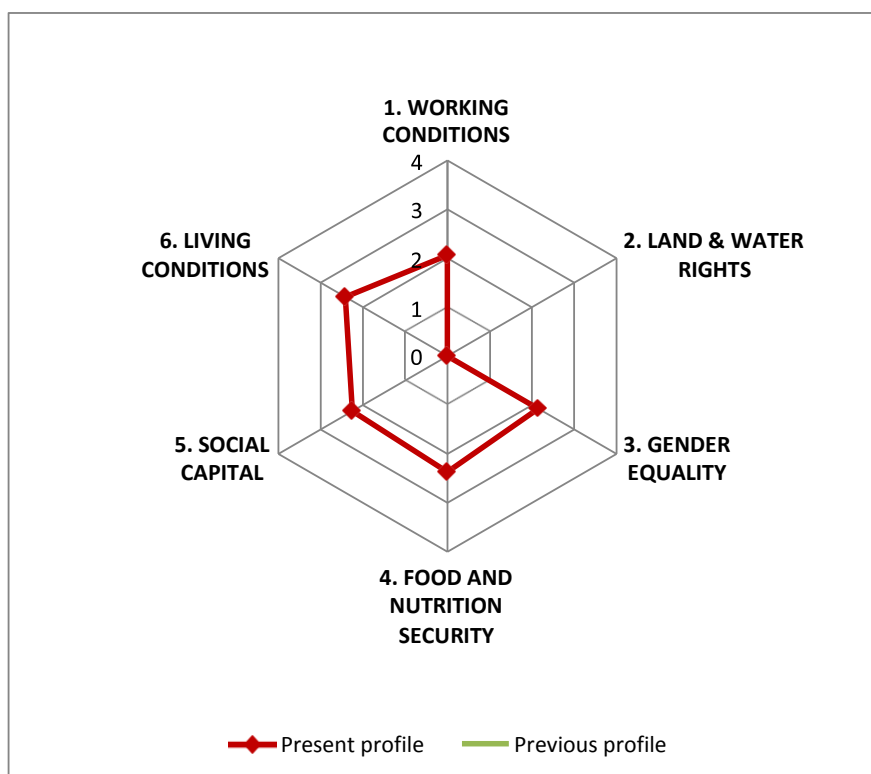 1. WORKING
CONDITIONS
4
3
2
1
0
2. LAND & WATER
RIGHTS
3. GENDER
EQUALITY
4. FOOD AND
NUTRITION
SECURITY
5. SOCIAL
CAPITAL
6. LIVING
CONDITIONS
Present profile
Previous profile